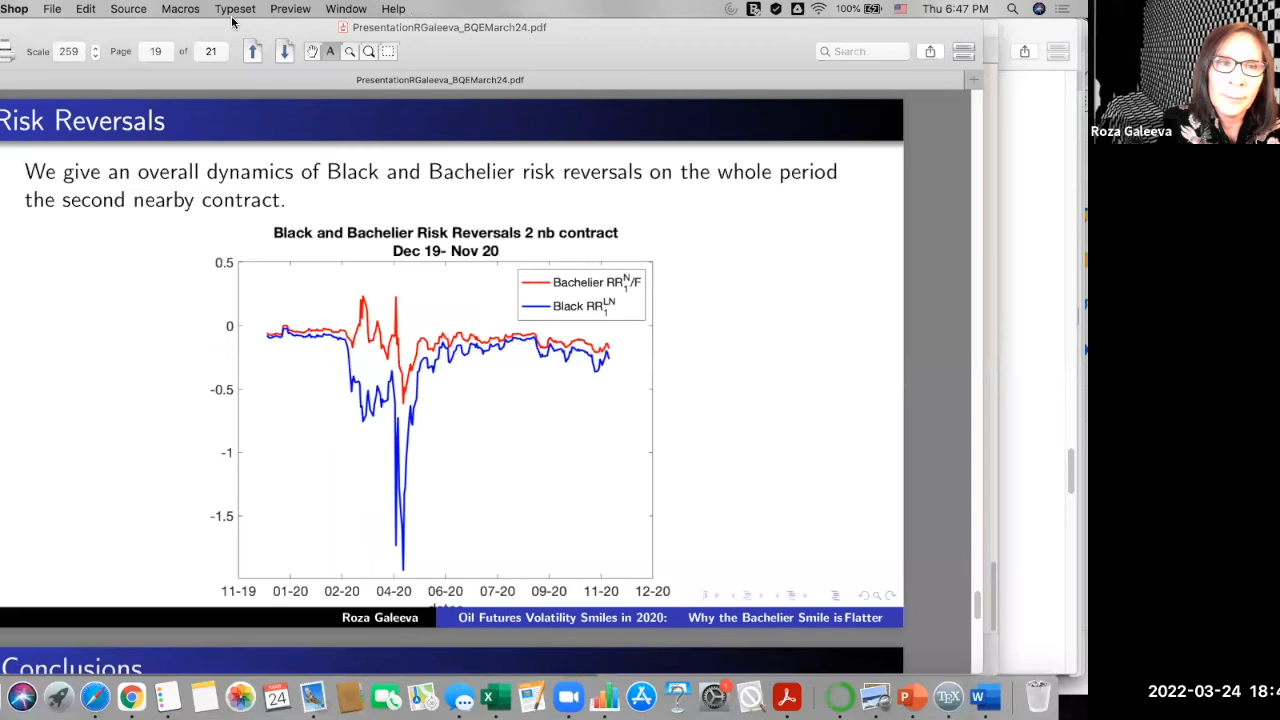 Shop File Edit Source Macros Typeset Preview Window Help 100% Thu 6:47 PM
PresentationRGaleeva_BQEMarch24.pdf
Scale 259 Page 19 of 21 A Search
PresentationRGaleeva_BQEMarch24.pdf
Roza Galeeva
Risk Reversals
We give an overall dynamics of Black and Bachelier risk reversals on the whole period
the second nearby contract.
Black and Bachelier Risk Reversals 2 nb contract
Dec 19- Nov 20
Bachelier RR₁ᴺ/F
Black RR₁ᴸᴺ
0.5
0
-0.5
-1
-1.5
11-19 01-20 02-20 04-20 06-20 07-20 09-20 11-20 12-20
Roza Galeeva Oil Futures Volatility Smiles in 2020: Why the Bachelier Smile is Flatter
Conclusions
MAR
24
TEX
2022-03-24 18:4